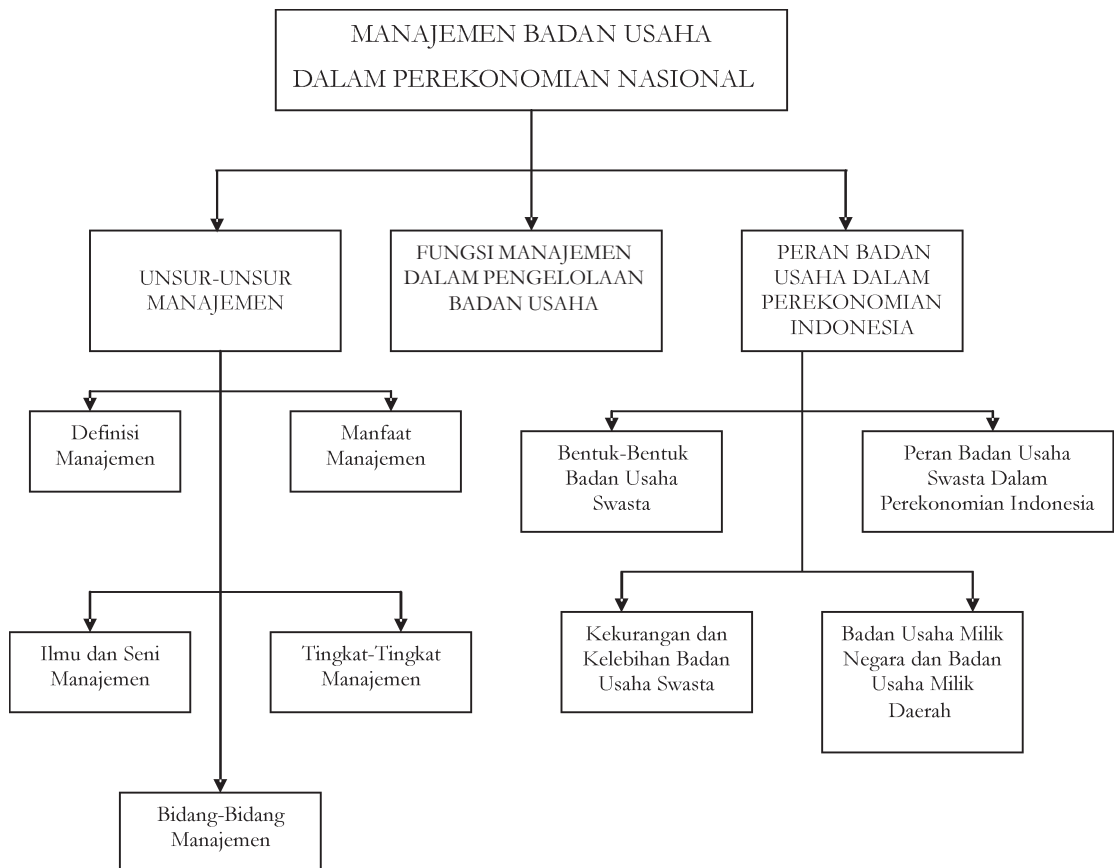 MANAJEMEN BADAN USAHA
DALAM PEREKONOMIAN NASIONAL
UNSUR-UNSUR
MANAJEMEN
FUNGSI MANAJEMEN
DALAM PENGELOLAAN
BADAN USAHA
PERAN BADAN
USAHA DALAM
PEREKONOMIAN
INDONESIA
Definisi
Manajemen
Manfaat
Manajemen
Bentuk-Bentuk
Badan Usaha
Swasta
Peran Badan Usaha
Swasta Dalam
Perekonomian Indonesia
Ilmu dan Seni
Manajemen
Tingkat-Tingkat
Manajemen
Kekurangan dan
Kelebihan Badan
Usaha Swasta
Badan Usaha Milik
Negara dan Badan
Usaha Milik
Daerah
Bidang-Bidang
Manajemen